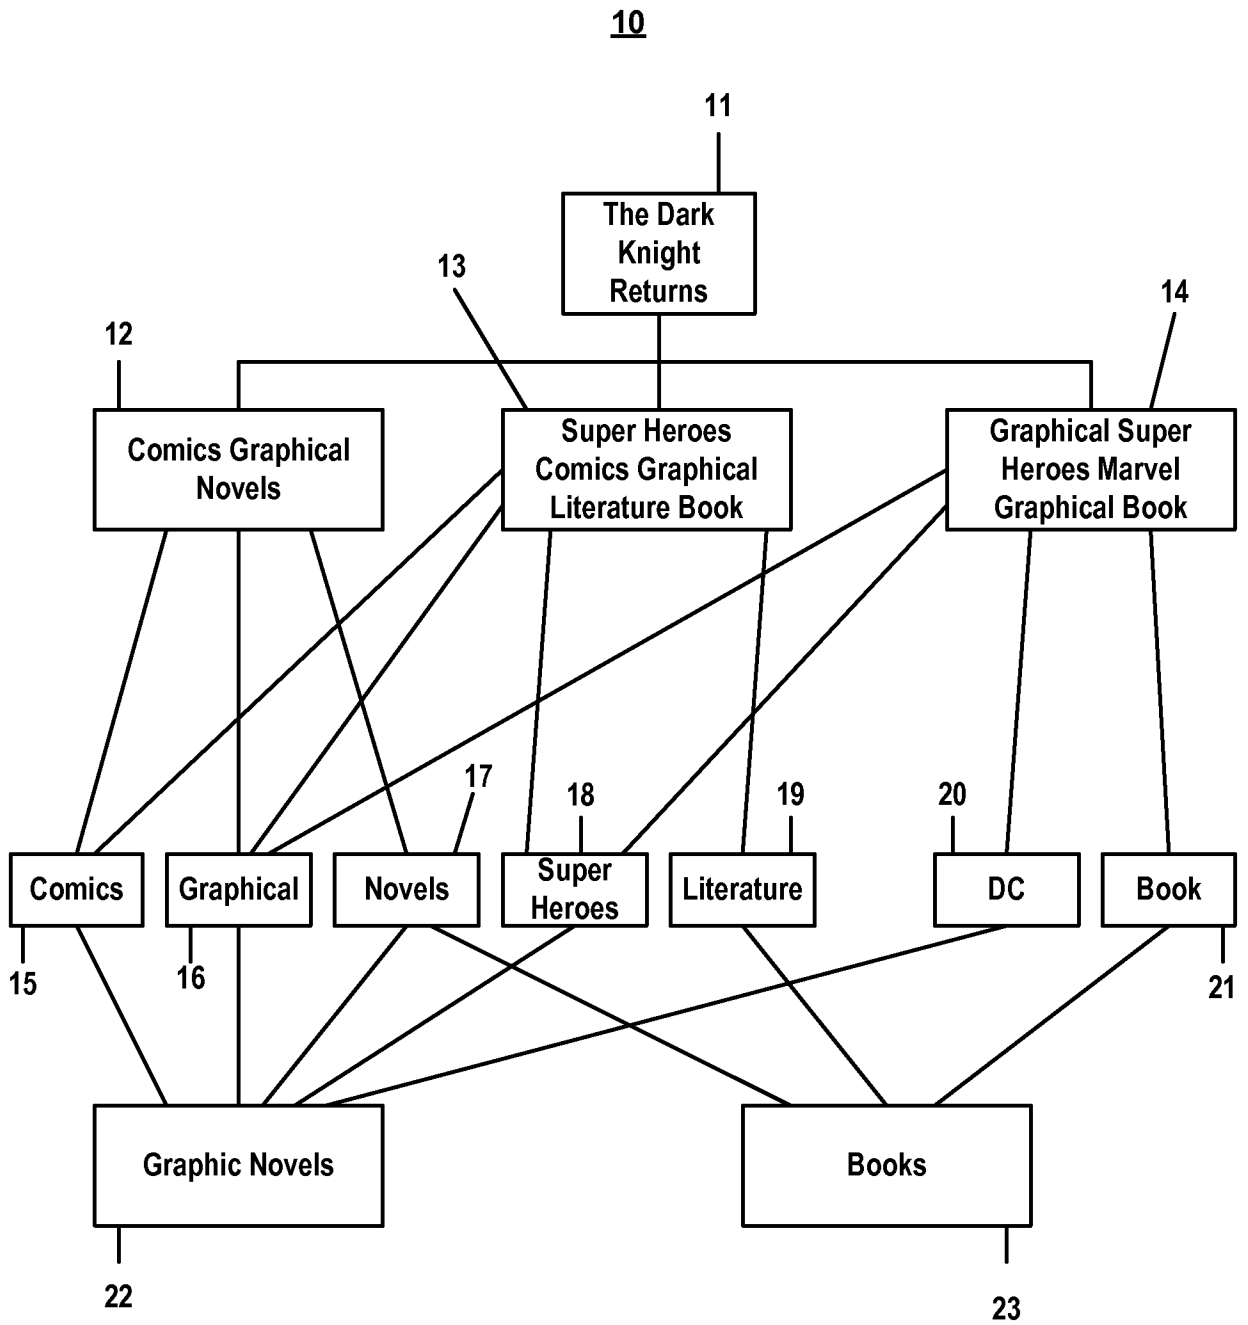 10
11
The Dark
Knight
Returns
13
14
12
Comics Graphical
Novels
Super Heroes
Comics Graphical
Literature Book
Graphical Super
Heroes Marvel
Graphical Book
17
18
19
20
Comics
Graphical
Novels
Super
Heroes
Literature
DC
Book
15
16
21
Graphic Novels
Books
22
23